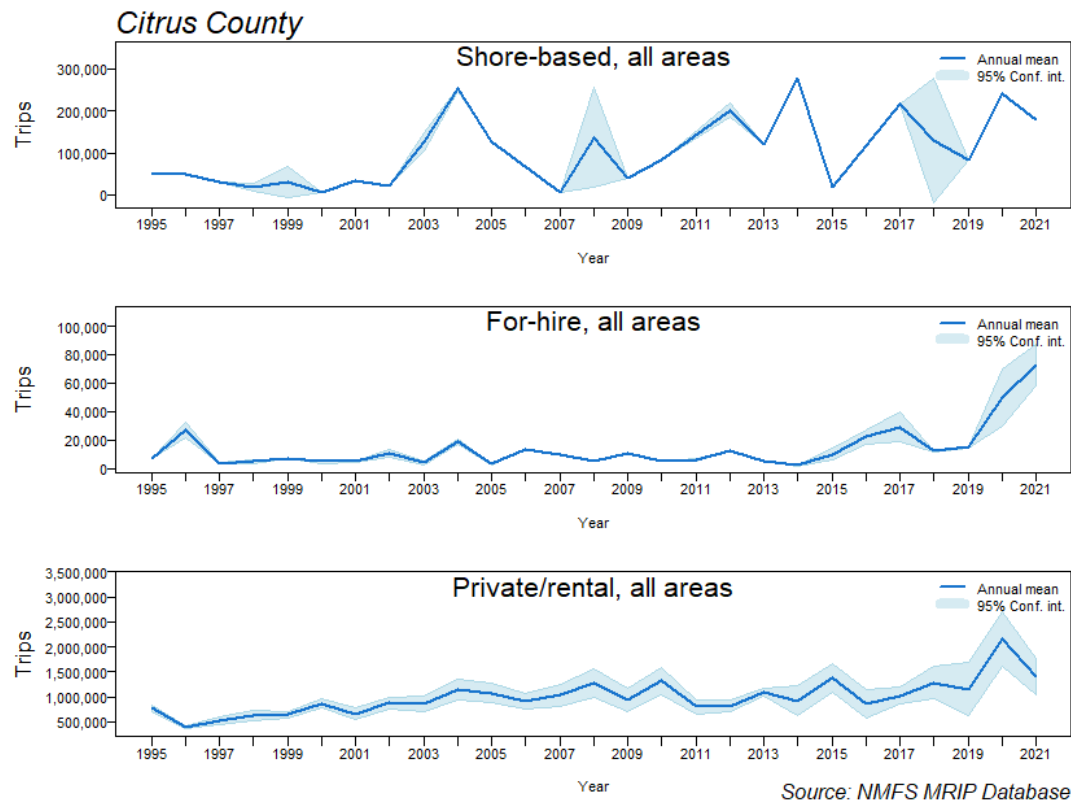 Citrus County
Shore-based, all areas
Annual mean
95% Conf. int.
Trips
300,000
200,000
100,000
0
1995 1997 1999 2001 2003 2005 2007 2009 2011 2013 2015 2017 2019 2021
Year
For-hire, all areas
Annual mean
95% Conf. int.
Trips
100,000
80,000
60,000
40,000
20,000
0
1995 1997 1999 2001 2003 2005 2007 2009 2011 2013 2015 2017 2019 2021
Year
Private/rental, all areas
Annual mean
95% Conf. int.
Trips
3,500,000
3,000,000
2,000,000
1,500,000
1,000,000
500,000
1995 1997 1999 2001 2003 2005 2007 2009 2011 2013 2015 2017 2019 2021
Year
Source: NMFS MRIP Database